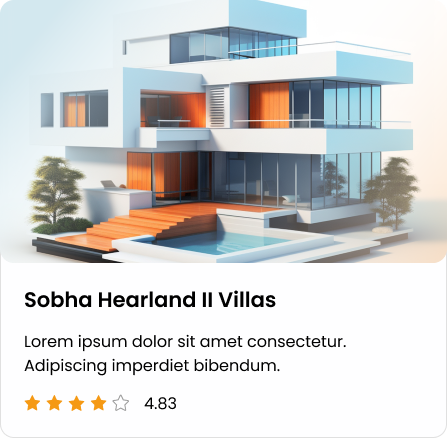 Sobha Hearland II Villas
Lorem ipsum dolor sit amet consectetur.
Adipiscing imperdiet bibendum.
4.83